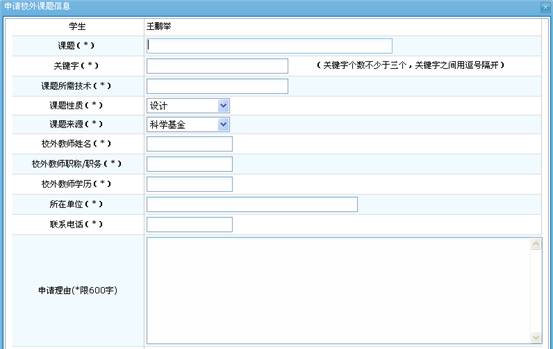 申请校外课题信息
学生 王鹏举
课题(*)
关键字(*) (关键字个数不少于三个,关键字之间用逗号隔开)
课题所需技术(*)
课题性质(*) 设计
课题来源(*) 科学基金
校外教师姓名(*)
校外教师职称/职务(*)
校外教师学历(*)
所在单位(*)
联系电话(*)
申请理由(*限600字)